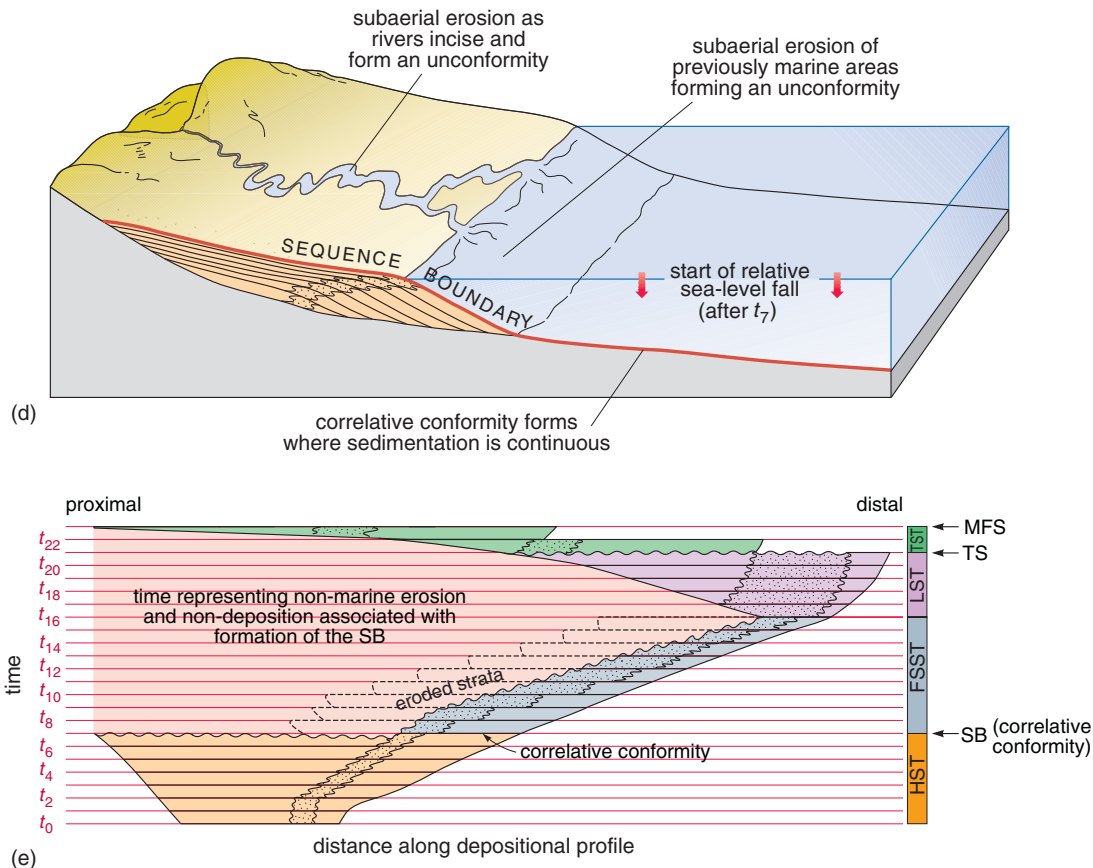 subaerial erosion as
rivers incise and
form an unconformity
subaerial erosion of
previously marine areas
forming an unconformity
SEQUENCE BOUNDARY
start of relative
sea-level fall
(after t7)
correlative conformity forms
where sedimentation is continuous
(d)
proximal
distal
MFS
TS
SB (correlative
conformity)
TST
LST
FSST
HST
time
t22
t20
t18
t16
t14
t12
t10
t8
t6
t4
t2
t0
time representing non-marine erosion
and non-deposition associated with
formation of the SB
eroded strata
correlative conformity
distance along depositional profile
(e)